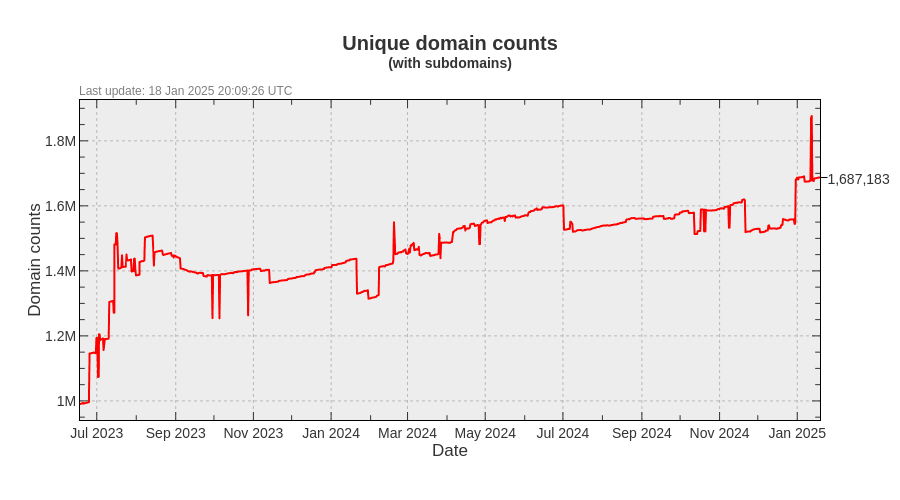 Unique domain counts
(with subdomains)
Last update: 18 Jan 2025 20:09:26 UTC
1.8M
1,687,183
1.6M
1.4M
1.2M
1M
Domain counts
Jul 2023 Sep 2023 Nov 2023 Jan 2024 Mar 2024 May 2024 Jul 2024 Sep 2024 Nov 2024 Jan 2025
Date